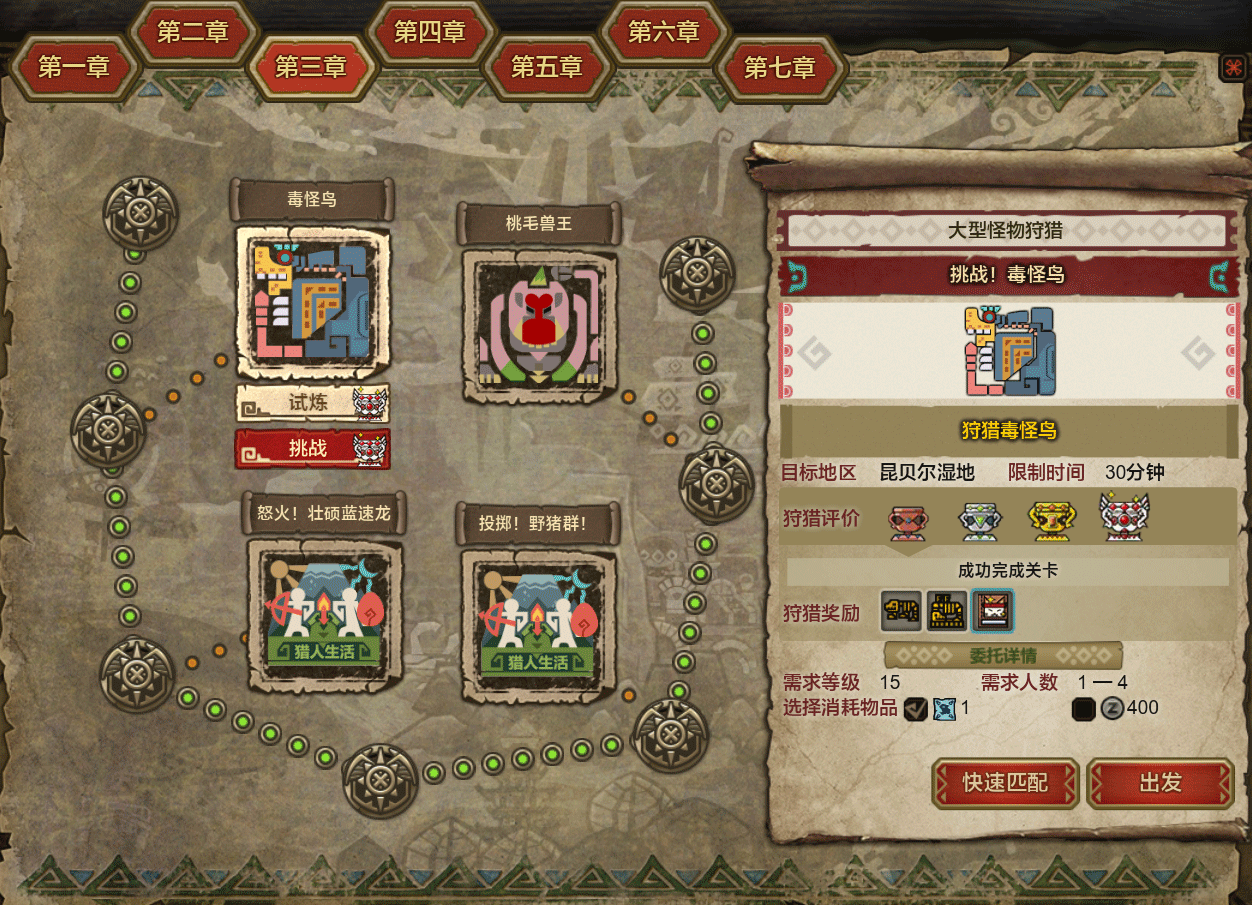 第一章
第二章
第三章
第四章
第五章
第六章
第七章
毒怪鸟
试炼
挑战
桃毛兽王
怒火！壮硕蓝速龙
猎人生活
投掷！野猪群！
猎人生活
大型怪物狩猎
挑战！毒怪鸟
狩猎毒怪鸟
目标地区 昆贝尔湿地 限制时间 30分钟
狩猎评价
成功完成关卡
狩猎奖励
委托详情
需求等级 15 需求人数 1 — 4
选择消耗物品 1 Z 400
快速匹配 出发